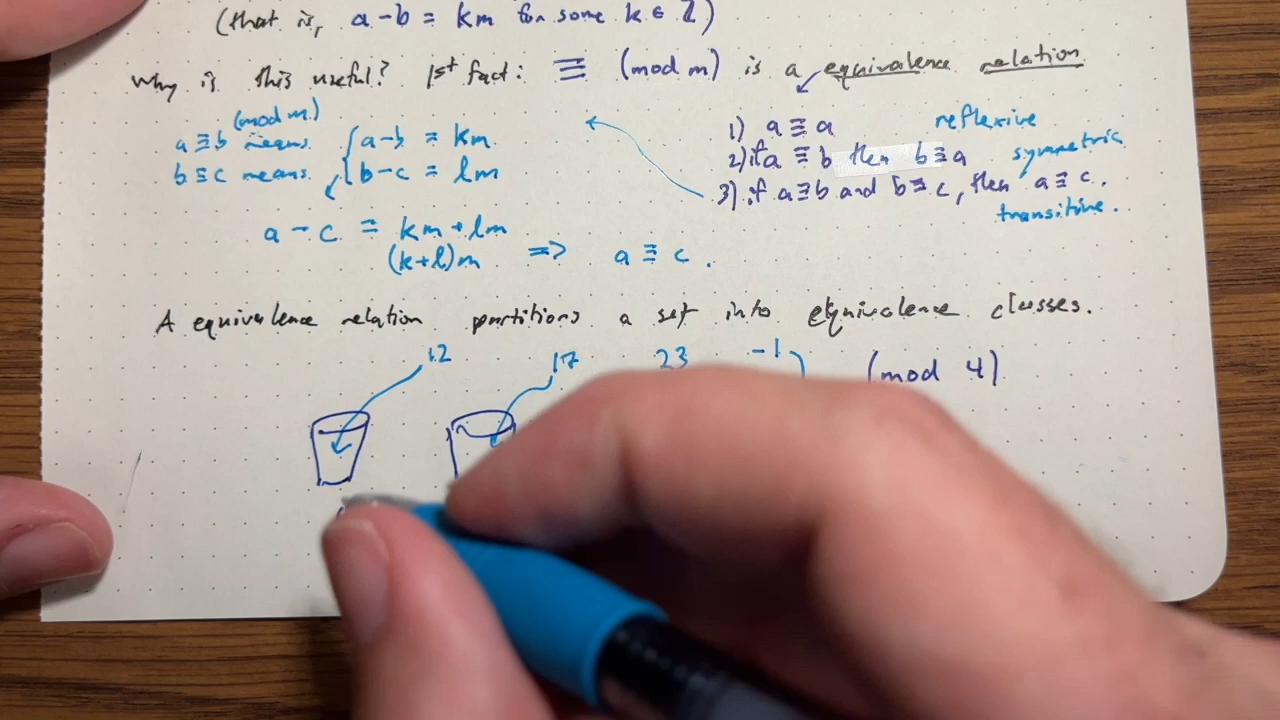 (that is, a-b = km for some k ∈ Z)
Why is this useful? 1st fact: ≡ (mod m) is a equivalence relation
(mod m)
a≡b means a-b = km
b≡c means b-c = lm
a-c = km+lm
(k+l)m => a≡c.
1) a≡a reflexive
2) if a≡b then b≡a symmetric
3) if a≡b and b≡c, then a≡c.
transitive.
A equivalence relation partitions a set into equivalence classes.
12 17 23 -1 (mod 4)